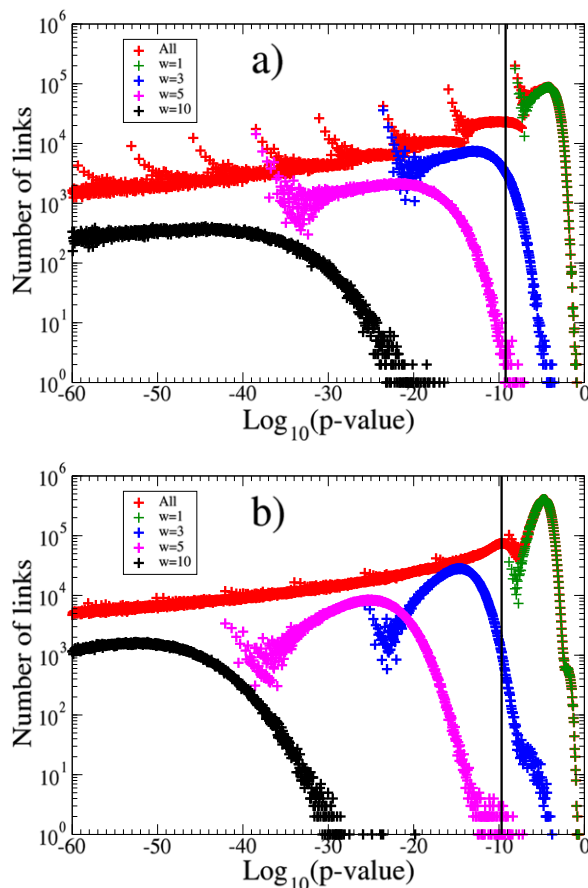 a)
All
w=1
w=3
w=5
w=10
Number of links
10^6
10^5
10^4
10^3
10^2
10^1
10^0
-60 -50 -40 -30 -20 -10 0
Log_10(p-value)
b)
All
w=1
w=3
w=5
w=10
Number of links
10^6
10^5
10^4
10^3
10^2
10^1
10^0
-60 -50 -40 -30 -20 -10 0
Log_10(p-value)